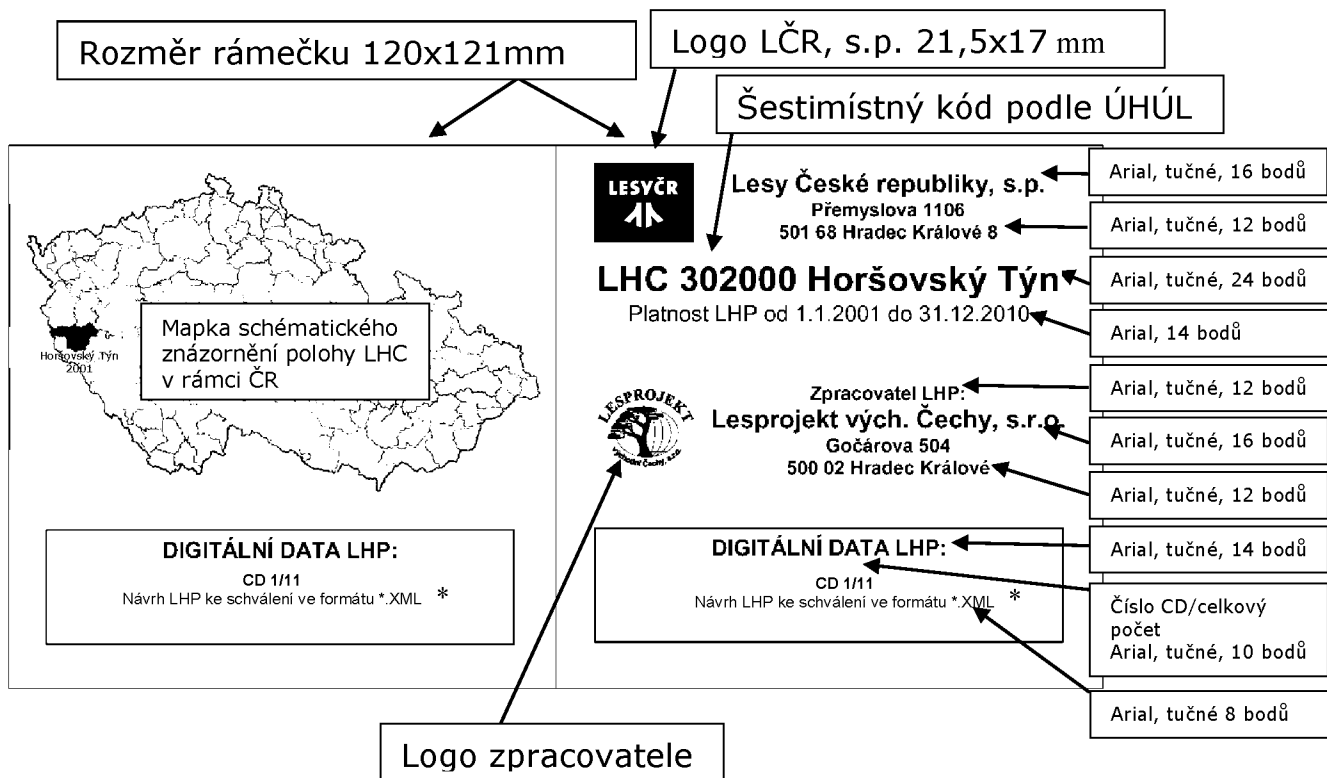 Rozměr rámečku 120x121mm
Logo LČR, s.p. 21,5x17 mm
Šestimístný kód podle ÚHÚL
LESYČR
Lesy České republiky, s.p.
Přemyslova 1106
501 68 Hradec Králové 8
LHC 302000 Horšovský Týn
Platnost LHP od 1.1.2001 do 31.12.2010
Arial, tučné, 16 bodů
Arial, tučné, 12 bodů
Arial, tučné, 24 bodů
Arial, 14 bodů
Mapka schématického
znázornění polohy LHC
v rámci ČR
Horšovský Týn
2001
LESPROJEKT
Východní Čechy, s.r.o.
Zpracovatel LHP:
Lesprojekt vých. Čechy, s.r.o.
Gočárova 504
500 02 Hradec Králové
Arial, tučné, 12 bodů
Arial, tučné, 16 bodů
Arial, tučné, 12 bodů
DIGITÁLNÍ DATA LHP:
CD 1/11
Návrh LHP ke schválení ve formátu *.XML *
DIGITÁLNÍ DATA LHP:
CD 1/11
Návrh LHP ke schválení ve formátu *.XML *
Arial, tučné, 14 bodů
Číslo CD/celkový
počet
Arial, tučné, 10 bodů
Arial, tučné 8 bodů
Logo zpracovatele